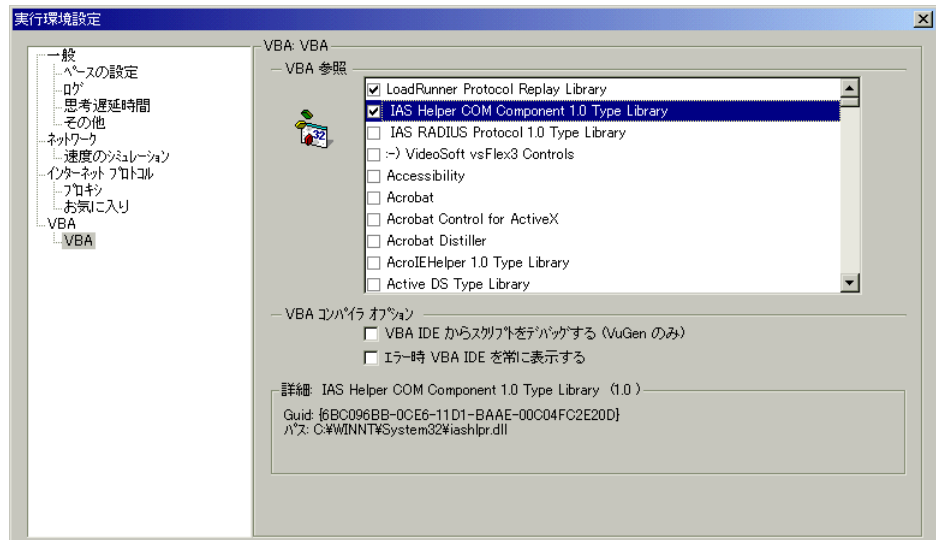 実行環境設定
一般
ペースの設定
ログ
思考遅延時間
その他
ネットワーク
速度のシミュレーション
インターネット プロトコル
プロキシ
お気に入り
VBA
VBA
VBA: VBA
VBA 参照
LoadRunner Protocol Replay Library
IAS Helper COM Component 1.0 Type Library
IAS RADIUS Protocol 1.0 Type Library
:-) VideoSoft vsFlex3 Controls
Accessibility
Acrobat
Acrobat Control for ActiveX
Acrobat Distiller
AcroIEHelper 1.0 Type Library
Active DS Type Library
VBA コンパイラ オプション
VBA IDE からスクリプトをデバッグする (VuGen のみ)
エラー時 VBA IDE を常に表示する
詳細: IAS Helper COM Component 1.0 Type Library (1.0 )
Guid: {6BC096BB-0CE6-11D1-BAAE-00C04FC2E20D}
パス: C:¥WINNT¥System32¥iashlpr.dll